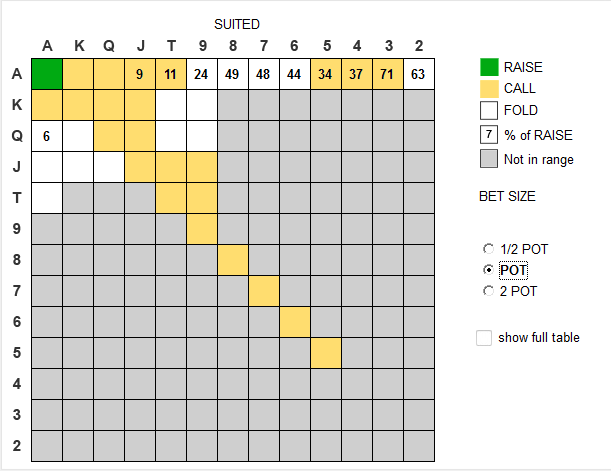 SUITED
A K Q J T 9 8 7 6 5 4 3 2
A 9 11 24 49 48 44 34 37 71 63
K
Q 6
J
T
9
8
7
6
5
4
3
2
RAISE
CALL
FOLD
7 % of RAISE
Not in range
BET SIZE
1/2 POT
POT
2 POT
show full table